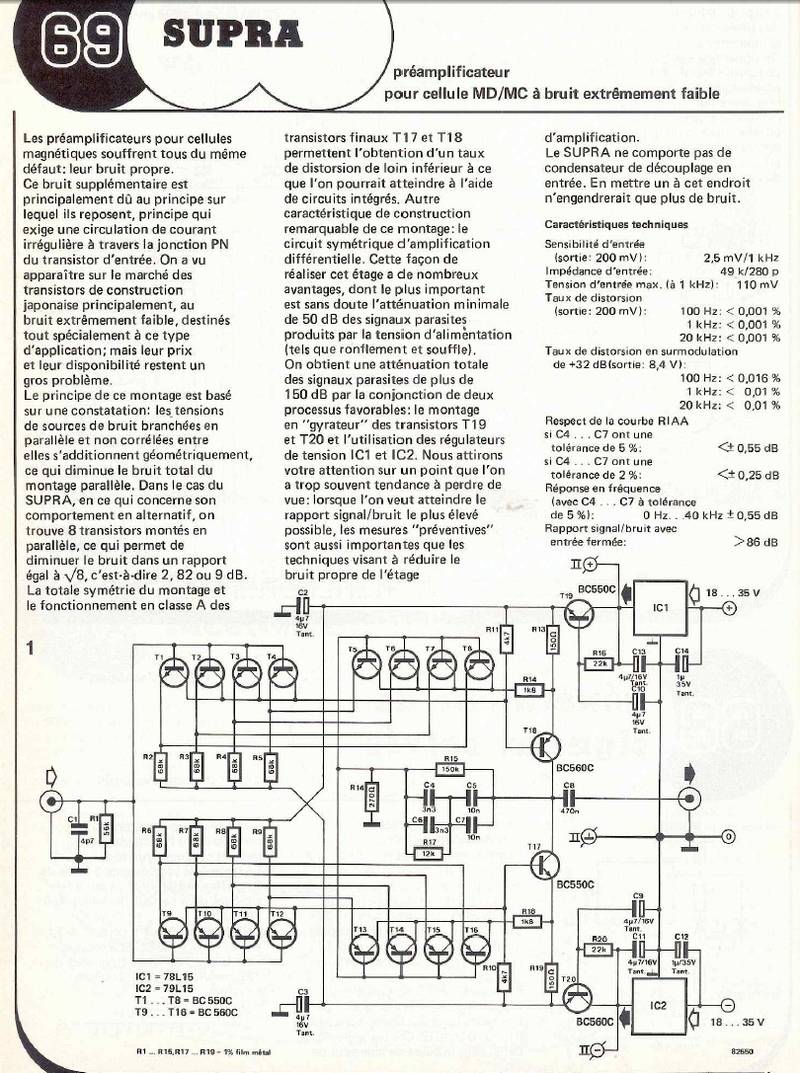 69
SUPRA
préamplificateur
pour cellule MD/MC à bruit extrêmement faible
Les préamplificateurs pour cellules
magnétiques souffrent tous du même
défaut: leur bruit propre.
Ce bruit supplémentaire est
principalement dû au principe sur
lequel ils reposent, principe qui
exige une circulation de courant
irrégulière à travers la jonction PN
du transistor d'entrée. On a vu
apparaître sur le marché des
transistors de construction
japonaise principalement, au
bruit extrêmement faible, destinés
tout spécialement à ce type
d'application; mais leur prix
et leur disponibilité restent un
gros problème.
Le principe de ce montage est basé
sur une constatation: les tensions
de sources de bruit branchées en
parallèle et non corrélées entre
elles s'additionnent géométriquement,
ce qui diminue le bruit total du
montage parallèle. Dans le cas du
SUPRA, en ce qui concerne son
comportement en alternatif, on
trouve 8 transistors montés en
parallèle, ce qui permet de
diminuer le bruit dans un rapport
égal à √8, c'est-à-dire 2, 82 ou 9 dB.
La totale symétrie du montage et
le fonctionnement en classe A des
transistors finaux T17 et T18
permettent l'obtention d'un taux
de distorsion de loin inférieur à ce
que l'on pourrait atteindre à l'aide
de circuits intégrés. Autre
caractéristique de construction
remarquable de ce montage: le
circuit symétrique d'amplification
différentielle. Cette façon de
réaliser cet étage a de nombreux
avantages, dont le plus important
est sans doute l'atténuation minimale
de 50 dB des signaux parasites
produits par la tension d'alimentation
(tels que ronflement et souffle).
On obtient une atténuation totale
des signaux parasites de plus de
150 dB par la conjonction de deux
processus favorables: le montage
en "gyrateur" des transistors T19
et T20 et l'utilisation des régulateurs
de tension IC1 et IC2. Nous attirons
votre attention sur un point que l'on
a trop souvent tendance à perdre de
vue: lorsque l'on veut atteindre le
rapport signal/bruit le plus élevé
possible, les mesures "préventives"
sont aussi importantes que les
techniques visant à réduire le
bruit propre de l'étage
d'amplification.
Le SUPRA ne comporte pas de
condensateur de découplage en
entrée. En mettre un à cet endroit
n'engendrerait que plus de bruit.
Caractéristiques techniques
Sensibilité d'entrée
(sortie: 200 mV): 2,5 mV/1 kHz
Impédance d'entrée: 49 k/280 p
Tension d'entrée max. (à 1 kHz): 110 mV
Taux de distorsion
(sortie: 200 mV): 100 Hz: < 0,001 %
1 kHz: < 0,001 %
20 kHz: < 0,001 %
Taux de distorsion en surmodulation
de +32 dB (sortie: 8,4 V):
100 Hz: < 0,016 %
1 kHz: < 0,01 %
20 kHz: < 0,01 %
Respect de la courbe RIAA
si C4 . . . C7 ont une
tolérance de 5 %: <± 0,55 dB
si C4 . . . C7 ont une
tolérance de 2 %: <± 0,25 dB
Réponse en fréquence
(avec C4 . . . C7 à tolérance
de 5 %): 0 Hz. . .40 kHz ± 0,55 dB
Rapport signal/bruit avec
entrée fermée: >86 dB
1
II +
BC550C
T19
IC1
18 ... 35 V
+
C2
4µ7
16V
Tant.
R11
4k7
R13
150Ω
R16
22k
C13
4µ7/16V
Tant.
C14
1µ
35V
Tant.
C10
4µ7
16V
Tant.
T1 T2 T3 T4
T5 T6 T7 T8
R14
1k8
T18
BC560C
R2 68k
R3 68k
R4 68k
R5 68k
R15
150k
R14
270Ω
C4
3n3
C5
10n
C6
3n3
C7
10n
R17
12k
C8
470n
C1
4p7
R1
56k
II ⊥
0
R6 68k
R7 68k
R8 68k
R9 68k
T17
BC550C
T9 T10 T11 T12
T13 T14 T15 T16
R18
1k8
R10
4k7
R19
150Ω
C9
4µ7/16V
Tant.
R20
22k
C11
4µ7/16V
Tant.
C12
1µ/35V
T20
BC560C
IC2
−
18 ... 35 V
II −
C3
4µ7
16V
Tant.
IC1 = 78L15
IC2 = 79L15
T1 . . . T8 = BC 550C
T9 . . . T16 = BC 560C
R1 ... R15,R17 ... R19 = 1% film métal
82550